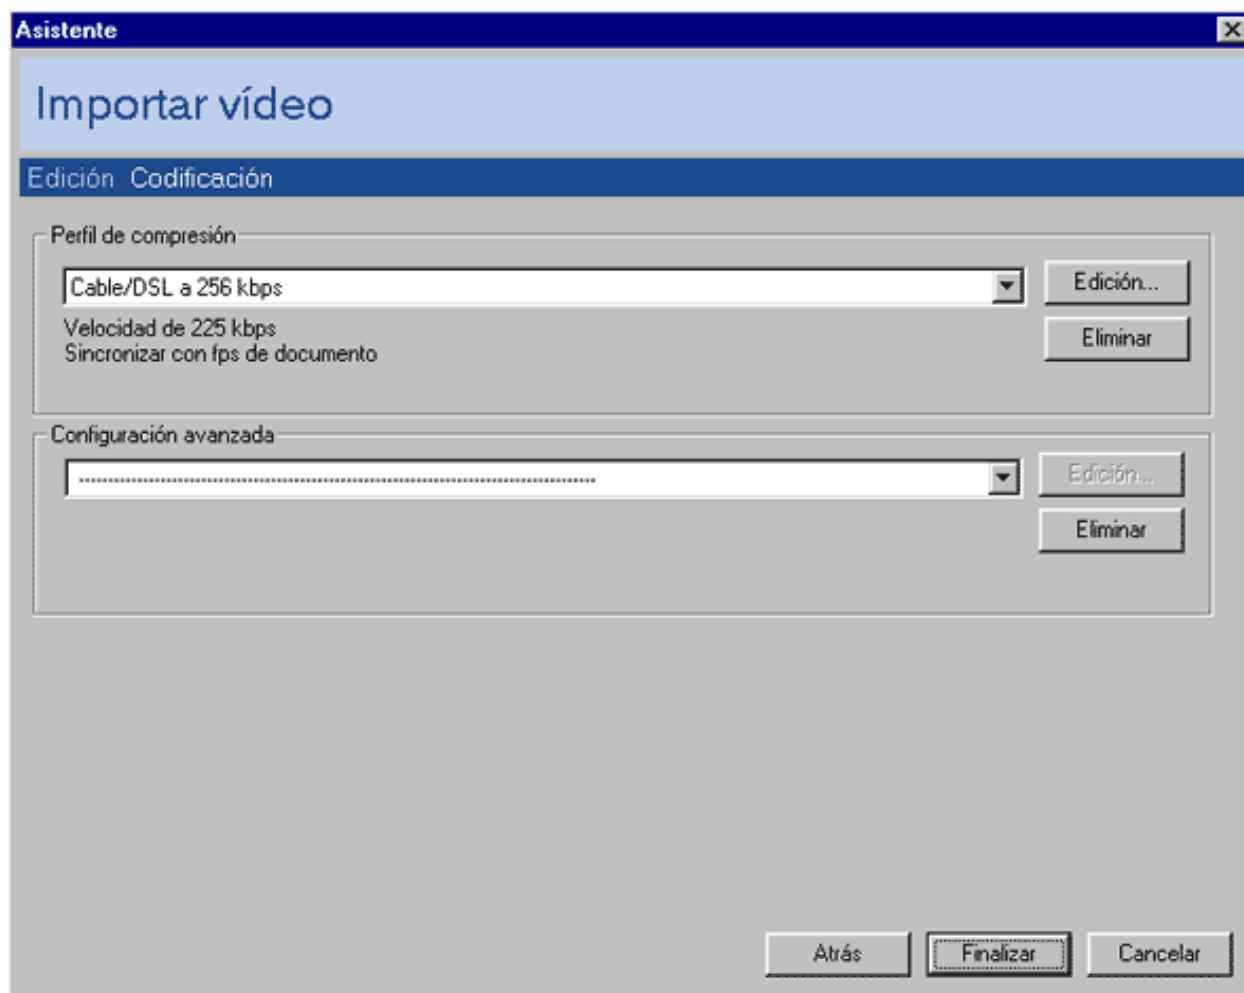 Asistente
Importar vídeo
Edición Codificación
Perfil de compresión
Cable/DSL a 256 kbps
Edición...
Velocidad de 225 kbps
Sincronizar con fps de documento
Eliminar
Configuración avanzada
Edición...
Eliminar
Atrás Finalizar Cancelar